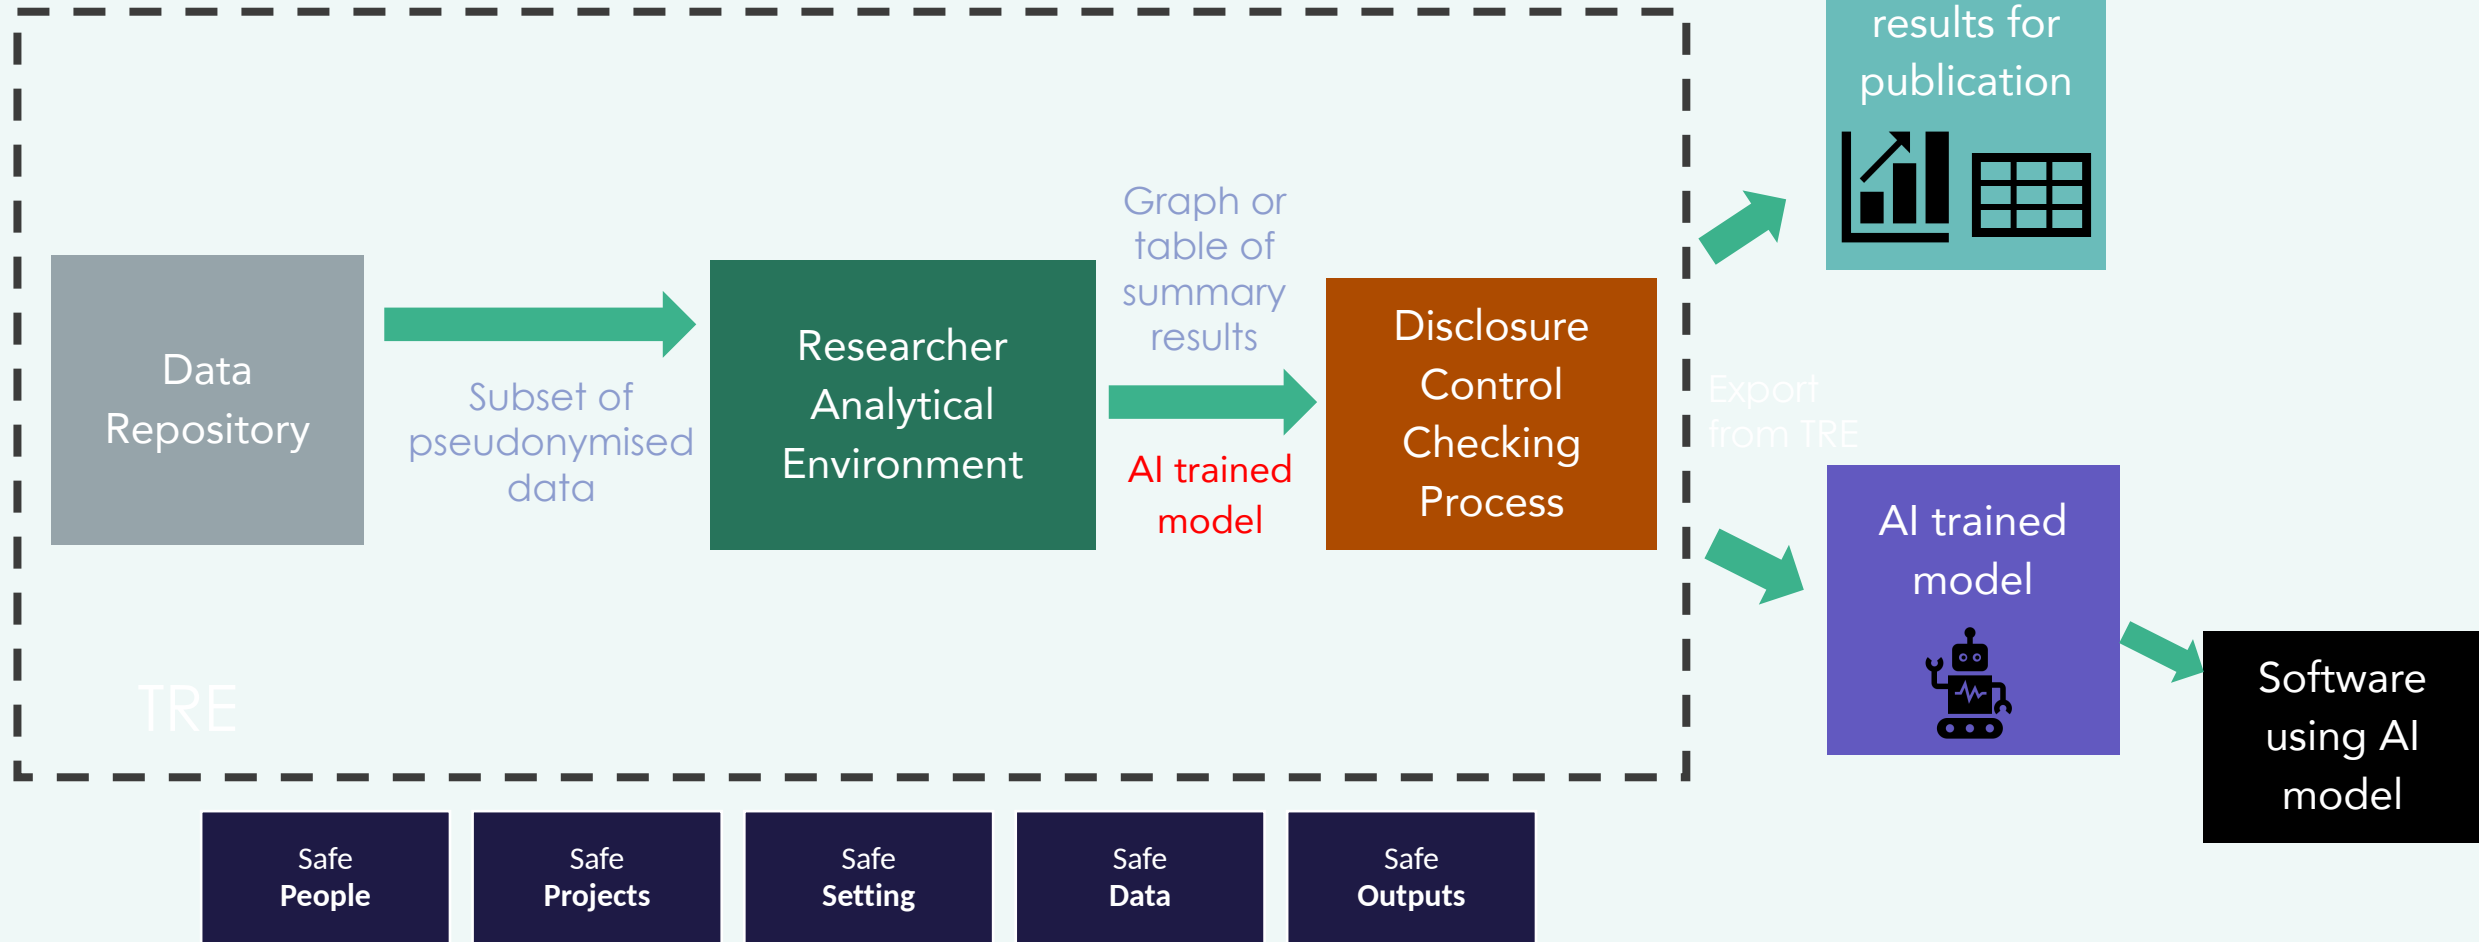 results for
publication
Graph or
table of
summary
results
Data
Repository
Subset of
pseudonymised
data
Researcher
Analytical
Environment
AI trained
model
Disclosure
Control
Checking
Process
Export
from TRE
AI trained
model
Software
using AI
model
TRE
Safe
People
Safe
Projects
Safe
Setting
Safe
Data
Safe
Outputs